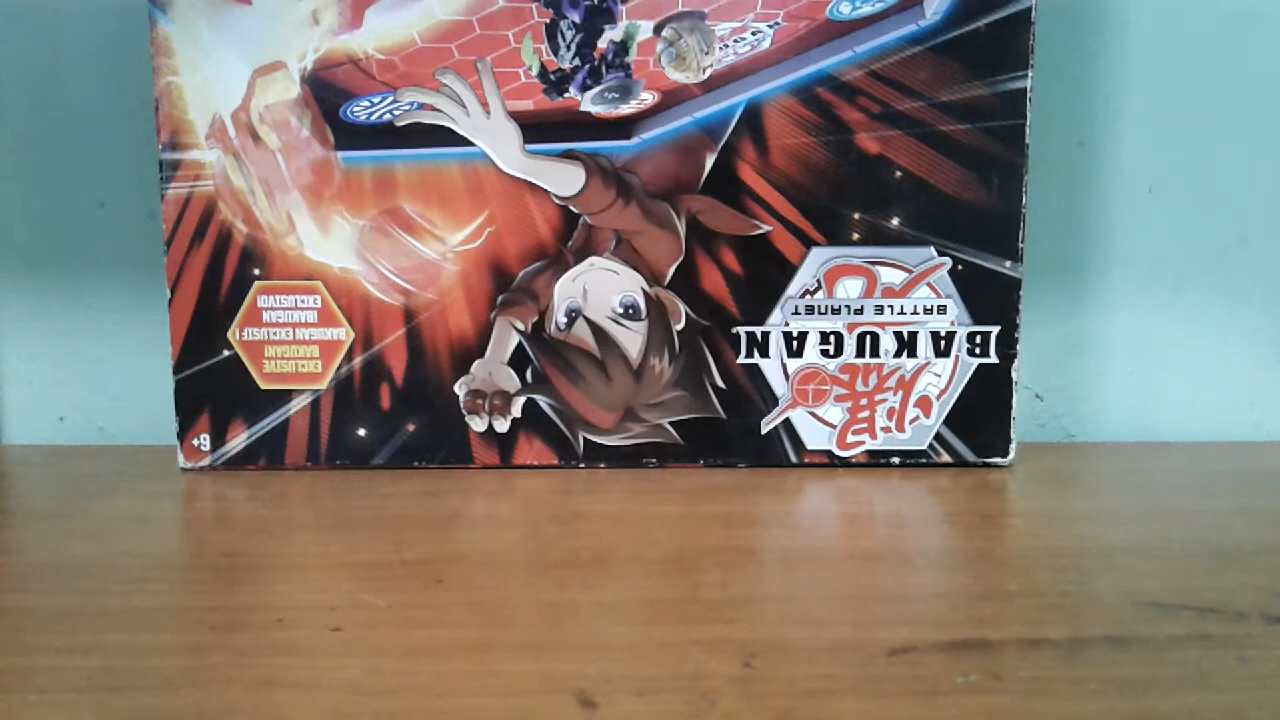 BAKUGAN
BATTLE PLANET
6+
EXCLUSIVE
BAKUGAN!
BAKUGAN EXCLUSIF !
¡BAKUGAN
EXCLUSIVO!